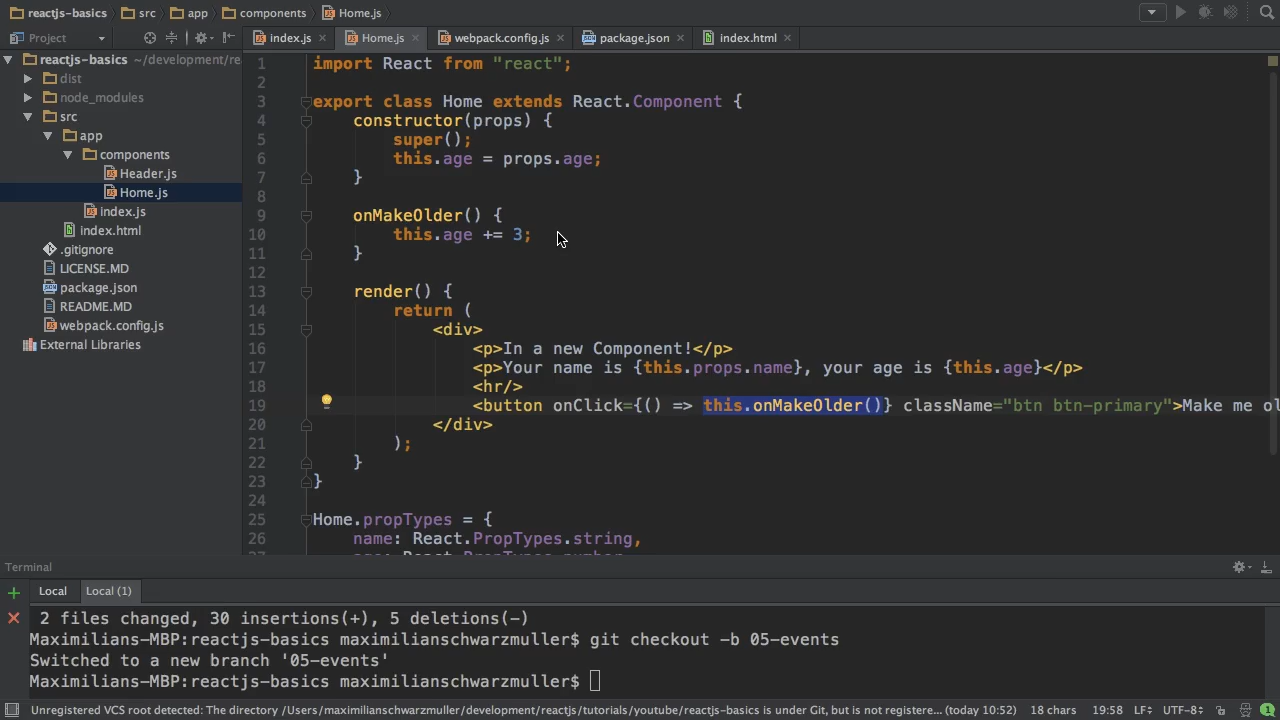 reactjs-basics src app components Home.js
Project
index.js Home.js webpack.config.js package.json index.html
reactjs-basics ~/development/re
dist
node_modules
src
app
components
Header.js
Home.js
index.js
index.html
.gitignore
LICENSE.MD
package.json
README.MD
webpack.config.js
External Libraries
1 import React from "react";
2
3 export class Home extends React.Component {
4 constructor(props) {
5 super();
6 this.age = props.age;
7 }
8
9 onMakeOlder() {
10 this.age += 3;
11 }
12
13 render() {
14 return (
15 <div>
16 <p>In a new Component!</p>
17 <p>Your name is {this.props.name}, your age is {this.age}</p>
18 <hr/>
19 <button onClick={() => this.onMakeOlder()} className="btn btn-primary">Make me ol
20 </div>
21 );
22 }
23 }
24
25 Home.propTypes = {
26 name: React.PropTypes.string,
27 age: React.PropTypes.number
Terminal
Local Local (1)
2 files changed, 30 insertions(+), 5 deletions(-)
Maximilians-MBP:reactjs-basics maximilianschwarzmuller$ git checkout -b 05-events
Switched to a new branch '05-events'
Maximilians-MBP:reactjs-basics maximilianschwarzmuller$
Unregistered VCS root detected: The directory /Users/maximilianschwarzmuller/development/reactjs/tutorials/youtube/reactjs-basics is under Git, but is not registere... (today 10:52) 18 chars 19:58 LF UTF-8 1